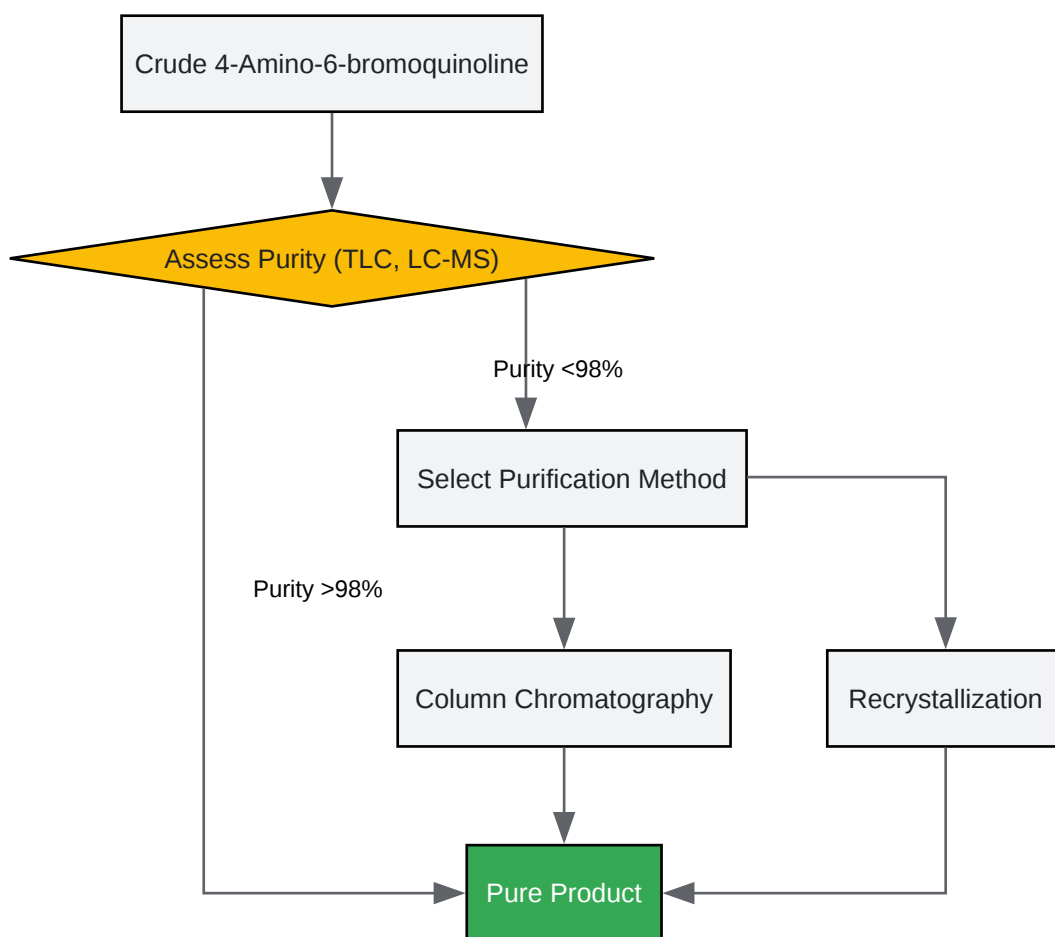 Crude 4-Amino-6-bromoquinoline
Assess Purity (TLC, LC-MS)
Purity <98%
Select Purification Method
Purity >98%
Column Chromatography
Recrystallization
Pure Product